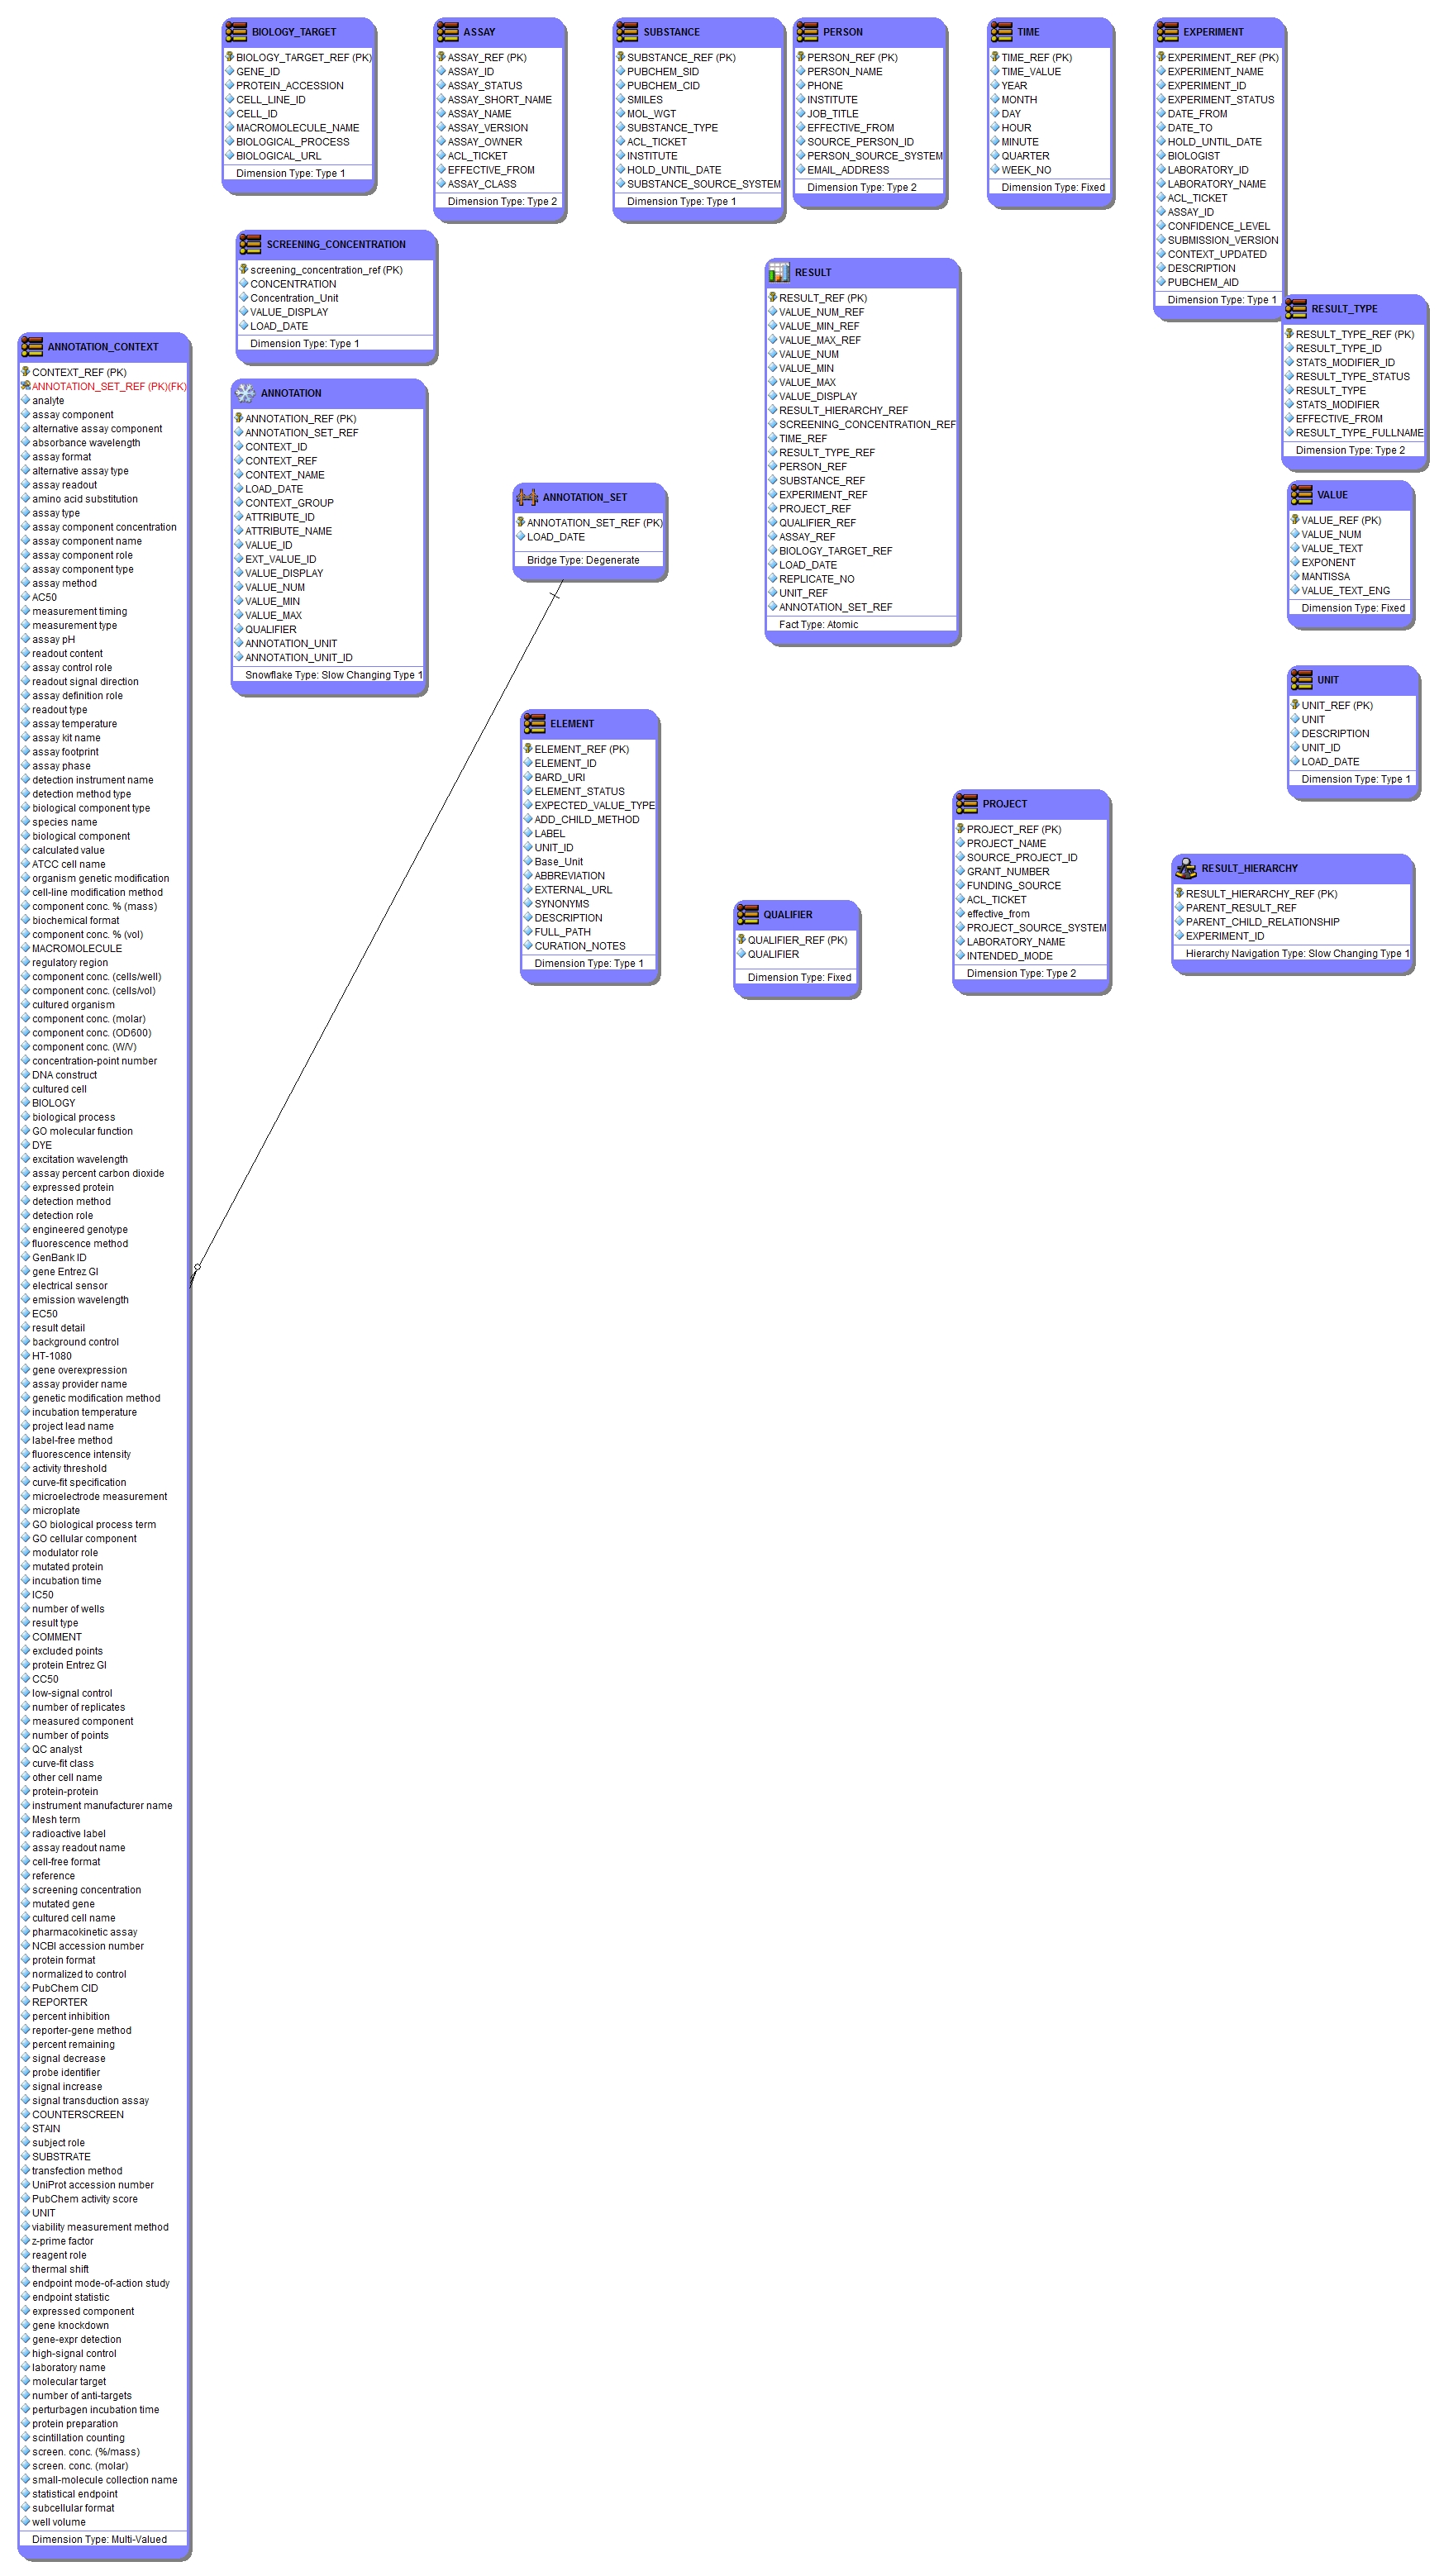 BIOLOGY_TARGET
BIOLOGY_TARGET_REF (PK)
GENE_ID
PROTEIN_ACCESSION
CELL_LINE_ID
CELL_ID
MACROMOLECULE_NAME
BIOLOGICAL_PROCESS
BIOLOGICAL_URL
Dimension Type: Type 1
ASSAY
ASSAY_REF (PK)
ASSAY_ID
ASSAY_STATUS
ASSAY_SHORT_NAME
ASSAY_NAME
ASSAY_VERSION
ASSAY_OWNER
ACL_TICKET
EFFECTIVE_FROM
ASSAY_CLASS
Dimension Type: Type 2
SUBSTANCE
SUBSTANCE_REF (PK)
PUBCHEM_SID
PUBCHEM_CID
SMILES
MOL_WGT
SUBSTANCE_TYPE
ACL_TICKET
INSTITUTE
HOLD_UNTIL_DATE
SUBSTANCE_SOURCE_SYSTEM
Dimension Type: Type 1
PERSON
PERSON_REF (PK)
PERSON_NAME
PHONE
INSTITUTE
JOB_TITLE
EFFECTIVE_FROM
SOURCE_PERSON_ID
PERSON_SOURCE_SYSTEM
EMAIL_ADDRESS
Dimension Type: Type 2
TIME
TIME_REF (PK)
TIME_VALUE
YEAR
MONTH
DAY
HOUR
MINUTE
QUARTER
WEEK_NO
Dimension Type: Fixed
EXPERIMENT
EXPERIMENT_REF (PK)
EXPERIMENT_NAME
EXPERIMENT_ID
EXPERIMENT_STATUS
DATE_FROM
DATE_TO
HOLD_UNTIL_DATE
BIOLOGIST
LABORATORY_ID
LABORATORY_NAME
ACL_TICKET
ASSAY_ID
CONFIDENCE_LEVEL
SUBMISSION_VERSION
CONTEXT_UPDATED
DESCRIPTION
PUBCHEM_AID
Dimension Type: Type 1
SCREENING_CONCENTRATION
screening_concentration_ref (PK)
CONCENTRATION
Concentration_Unit
VALUE_DISPLAY
LOAD_DATE
Dimension Type: Type 1
RESULT
RESULT_REF (PK)
VALUE_NUM_REF
VALUE_MIN_REF
VALUE_MAX_REF
VALUE_NUM
VALUE_MIN
VALUE_MAX
VALUE_DISPLAY
RESULT_HIERARCHY_REF
SCREENING_CONCENTRATION_REF
TIME_REF
RESULT_TYPE_REF
PERSON_REF
SUBSTANCE_REF
EXPERIMENT_REF
PROJECT_REF
QUALIFIER_REF
ASSAY_REF
BIOLOGY_TARGET_REF
LOAD_DATE
REPLICATE_NO
UNIT_REF
ANNOTATION_SET_REF
Fact Type: Atomic
RESULT_TYPE
RESULT_TYPE_REF (PK)
RESULT_TYPE_ID
STATS_MODIFIER_ID
RESULT_TYPE_STATUS
RESULT_TYPE
STATS_MODIFIER
EFFECTIVE_FROM
RESULT_TYPE_FULLNAME
Dimension Type: Type 2
ANNOTATION_CONTEXT
CONTEXT_REF (PK)
ANNOTATION_SET_REF (PK)(FK)
analyte
assay component
alternative assay component
absorbance wavelength
assay format
alternative assay type
assay readout
amino acid substitution
assay type
assay component concentration
assay component name
assay component role
assay component type
assay method
AC50
measurement timing
measurement type
assay pH
readout content
assay control role
readout signal direction
assay definition role
readout type
assay temperature
assay kit name
assay footprint
assay phase
detection instrument name
detection method type
biological component type
species name
biological component
calculated value
ATCC cell name
organism genetic modification
cell-line modification method
component conc. % (mass)
biochemical format
component conc. % (vol)
MACROMOLECULE
regulatory region
component conc. (cells/well)
component conc. (cells/vol)
cultured organism
component conc. (molar)
component conc. (OD600)
component conc. (W/V)
concentration-point number
DNA construct
cultured cell
BIOLOGY
biological process
GO molecular function
DYE
excitation wavelength
assay percent carbon dioxide
expressed protein
detection method
detection role
engineered genotype
fluorescence method
GenBank ID
gene Entrez GI
electrical sensor
emission wavelength
EC50
result detail
background control
HT-1080
gene overexpression
assay provider name
genetic modification method
incubation temperature
project lead name
label-free method
fluorescence intensity
activity threshold
curve-fit specification
microelectrode measurement
microplate
GO biological process term
GO cellular component
modulator role
mutated protein
incubation time
IC50
number of wells
result type
COMMENT
excluded points
protein Entrez GI
CC50
low-signal control
number of replicates
measured component
number of points
QC analyst
curve-fit class
other cell name
protein-protein
instrument manufacturer name
Mesh term
radioactive label
assay readout name
cell-free format
reference
screening concentration
mutated gene
cultured cell name
pharmacokinetic assay
NCBI accession number
protein format
normalized to control
PubChem CID
REPORTER
percent inhibition
reporter-gene method
percent remaining
signal decrease
probe identifier
signal increase
signal transduction assay
COUNTERSCREEN
STAIN
subject role
SUBSTRATE
transfection method
UniProt accession number
PubChem activity score
UNIT
viability measurement method
z-prime factor
reagent role
thermal shift
endpoint mode-of-action study
endpoint statistic
expressed component
gene knockdown
gene-expr detection
high-signal control
laboratory name
molecular target
number of anti-targets
perturbagen incubation time
protein preparation
scintillation counting
screen. conc. (%/mass)
screen. conc. (molar)
small-molecule collection name
statistical endpoint
subcellular format
well volume
Dimension Type: Multi-Valued
ANNOTATION
ANNOTATION_REF (PK)
ANNOTATION_SET_REF
CONTEXT_ID
CONTEXT_REF
CONTEXT_NAME
LOAD_DATE
CONTEXT_GROUP
ATTRIBUTE_ID
ATTRIBUTE_NAME
VALUE_ID
EXT_VALUE_ID
VALUE_DISPLAY
VALUE_NUM
VALUE_MIN
VALUE_MAX
QUALIFIER
ANNOTATION_UNIT
ANNOTATION_UNIT_ID
Snowflake Type: Slow Changing Type 1
ANNOTATION_SET
ANNOTATION_SET_REF (PK)
LOAD_DATE
Bridge Type: Degenerate
VALUE
VALUE_REF (PK)
VALUE_NUM
VALUE_TEXT
EXPONENT
MANTISSA
VALUE_TEXT_ENG
Dimension Type: Fixed
UNIT
UNIT_REF (PK)
UNIT
DESCRIPTION
UNIT_ID
LOAD_DATE
Dimension Type: Type 1
ELEMENT
ELEMENT_REF (PK)
ELEMENT_ID
BARD_URI
ELEMENT_STATUS
EXPECTED_VALUE_TYPE
ADD_CHILD_METHOD
LABEL
UNIT_ID
Base_Unit
ABBREVIATION
EXTERNAL_URL
SYNONYMS
DESCRIPTION
FULL_PATH
CURATION_NOTES
Dimension Type: Type 1
PROJECT
PROJECT_REF (PK)
PROJECT_NAME
SOURCE_PROJECT_ID
GRANT_NUMBER
FUNDING_SOURCE
ACL_TICKET
effective_from
PROJECT_SOURCE_SYSTEM
LABORATORY_NAME
INTENDED_MODE
Dimension Type: Type 2
RESULT_HIERARCHY
RESULT_HIERARCHY_REF (PK)
PARENT_RESULT_REF
PARENT_CHILD_RELATIONSHIP
EXPERIMENT_ID
Hierarchy Navigation Type: Slow Changing Type 1
QUALIFIER
QUALIFIER_REF (PK)
QUALIFIER
Dimension Type: Fixed